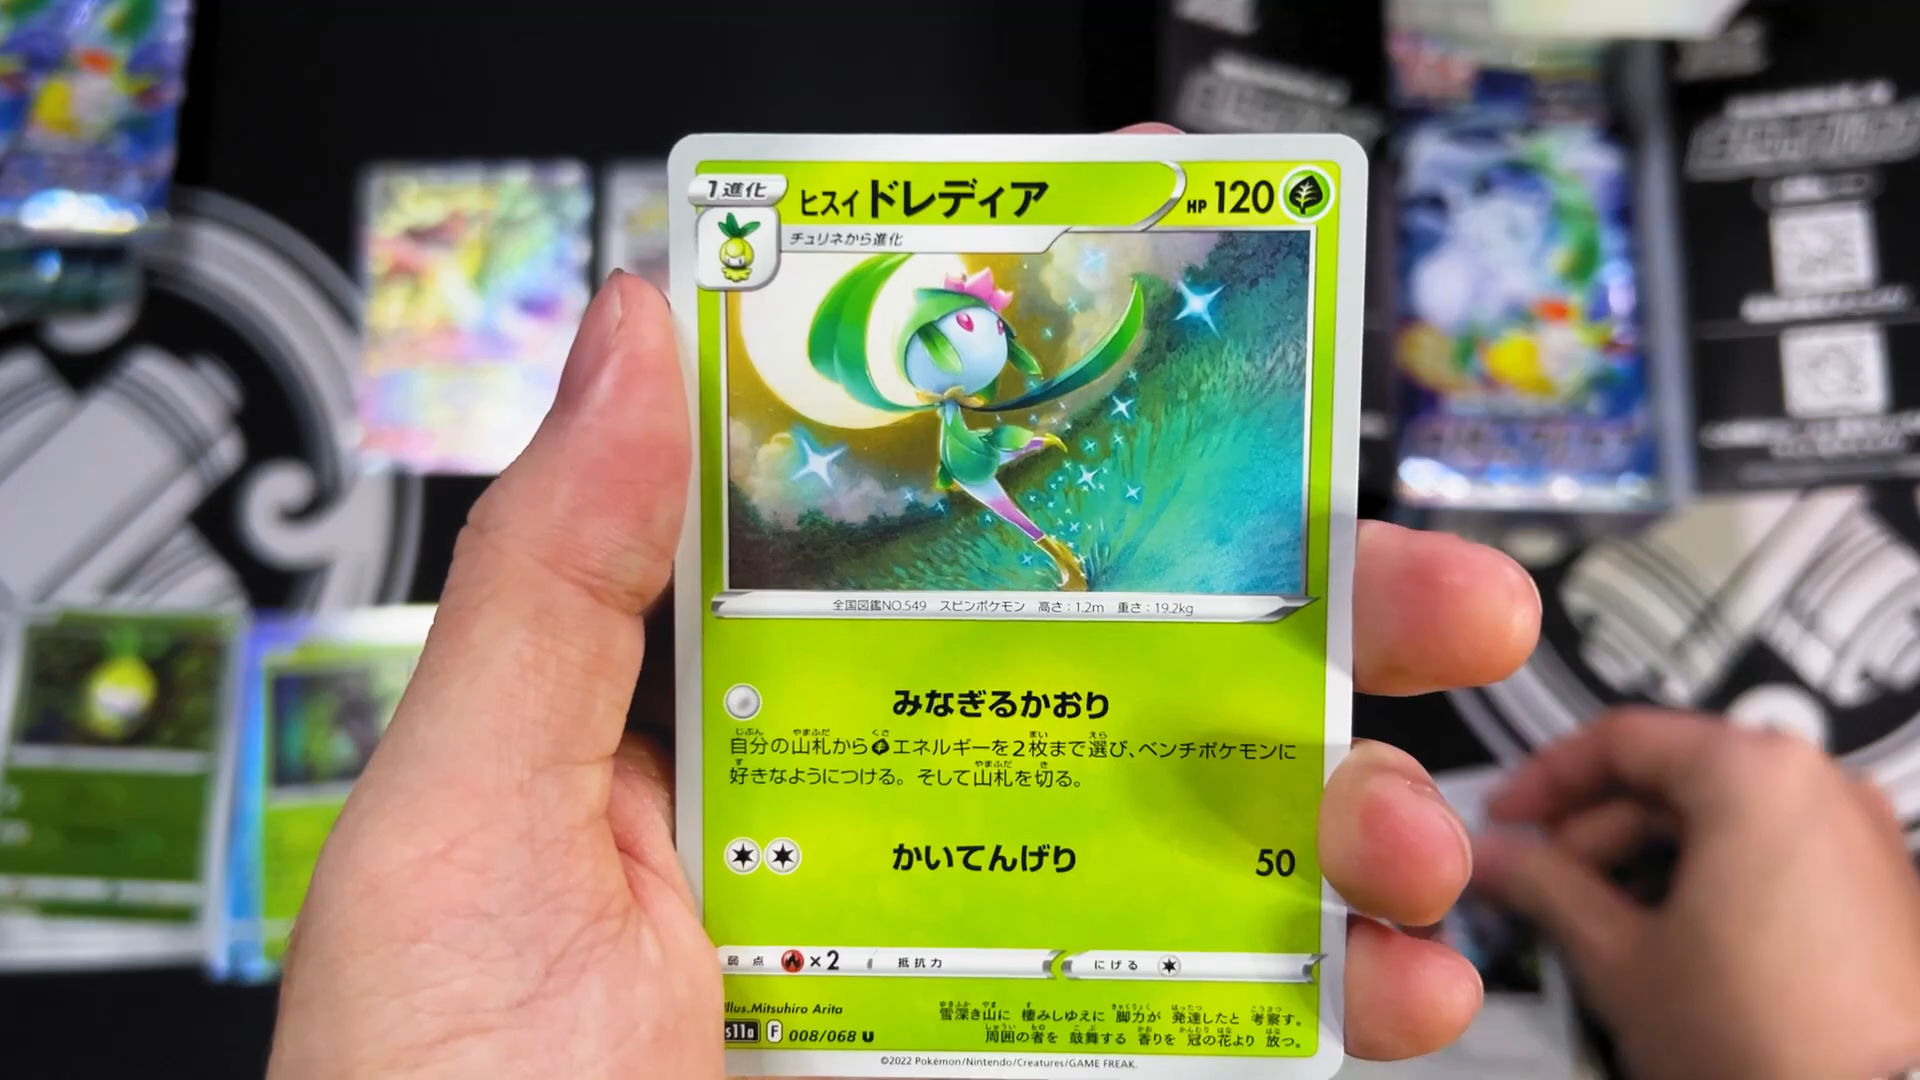 1進化
ヒスイドレディア
HP 120
チュリネから進化
全国図鑑NO.549 スピンポケモン 高さ:1.2m 重さ:19.2kg
みなぎるかおり
自分の山札からエネルギーを2枚まで選び、ベンチポケモンに
好きなようにつける。そして山札を切る。
かいてんげり 50
弱点 ×2 抵抗力 にげる
Illus.Mitsuhiro Arita
s11a F 008/068 U
雪深き山に 棲みしゆえに 脚力が 発達したと 考察す。
周囲の者を 鼓舞する 香りを 冠の花より 放つ。
©2022 Pokémon/Nintendo/Creatures/GAME FREAK.